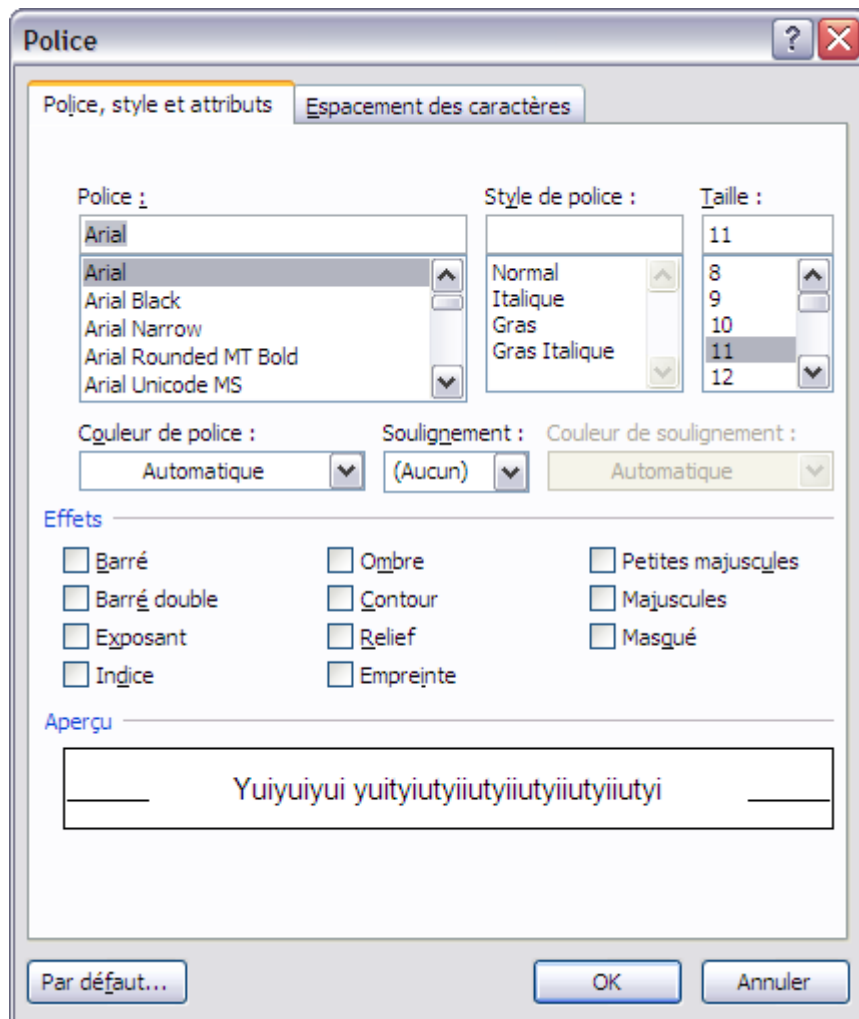 Police
Police, style et attributs Espacement des caractères
Police : Style de police : Taille :
Arial 11
Arial Normal 8
Arial Black Italique 9
Arial Narrow Gras 10
Arial Rounded MT Bold Gras Italique 11
Arial Unicode MS 12
Couleur de police : Soulignement : Couleur de soulignement :
Automatique (Aucun) Automatique
Effets
Barré Ombre Petites majuscules
Barré double Contour Majuscules
Exposant Relief Masqué
Indice Empreinte
Aperçu
Yuiyuiyui yuityiutyiiutyiiutyiiutyiiutyi
Par défaut... OK Annuler